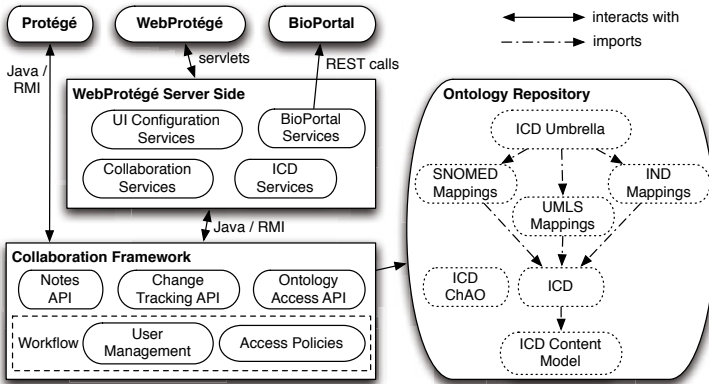 Protégé
WebProtégé
BioPortal
interacts with
imports
Java /
RMI
servlets
REST calls
WebProtégé Server Side
UI Configuration
Services
BioPortal
Services
Collaboration
Services
ICD
Services
Java / RMI
Collaboration Framework
Notes
API
Change
Tracking API
Ontology
Access API
Workflow
User
Management
Access Policies
Ontology Repository
ICD Umbrella
SNOMED
Mappings
IND
Mappings
UMLS
Mappings
ICD
ChAO
ICD
ICD Content
Model